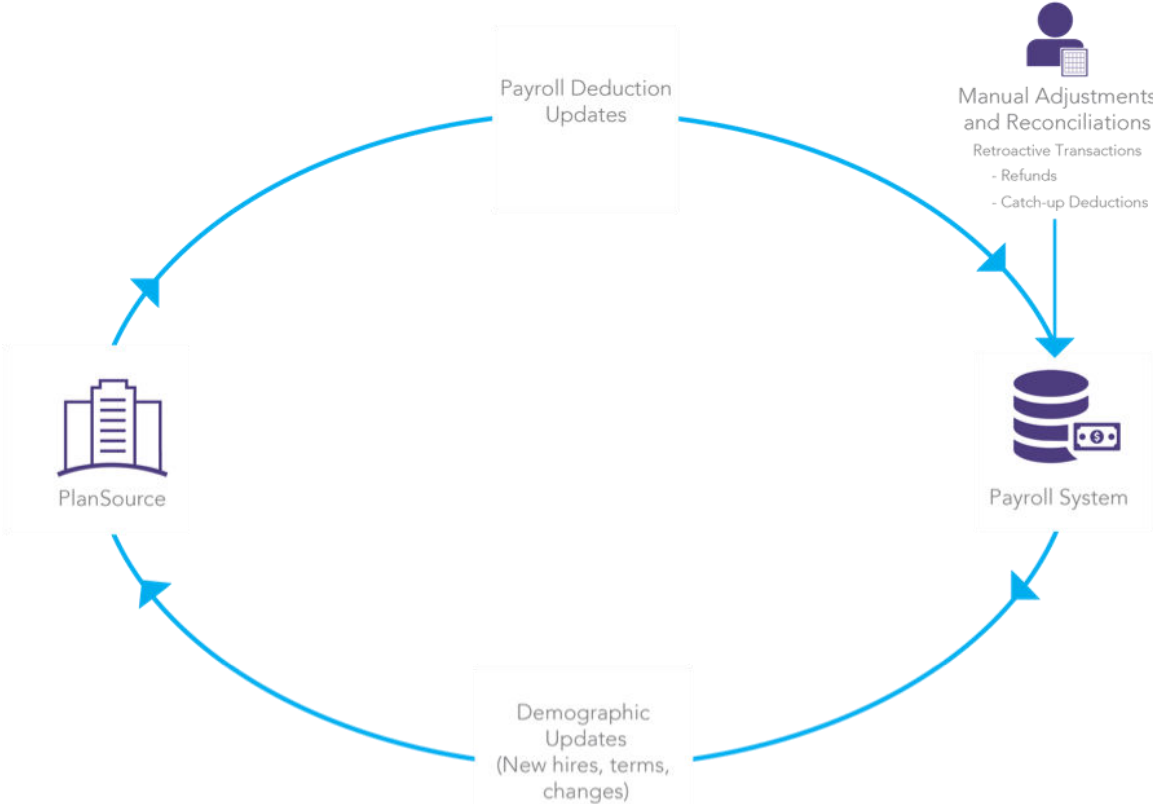 Payroll Deduction
Updates
Manual Adjustments
and Reconciliations
Retroactive Transactions
- Refunds
- Catch-up Deductions
PlanSource
Payroll System
Demographic
Updates
(New hires, terms,
changes)